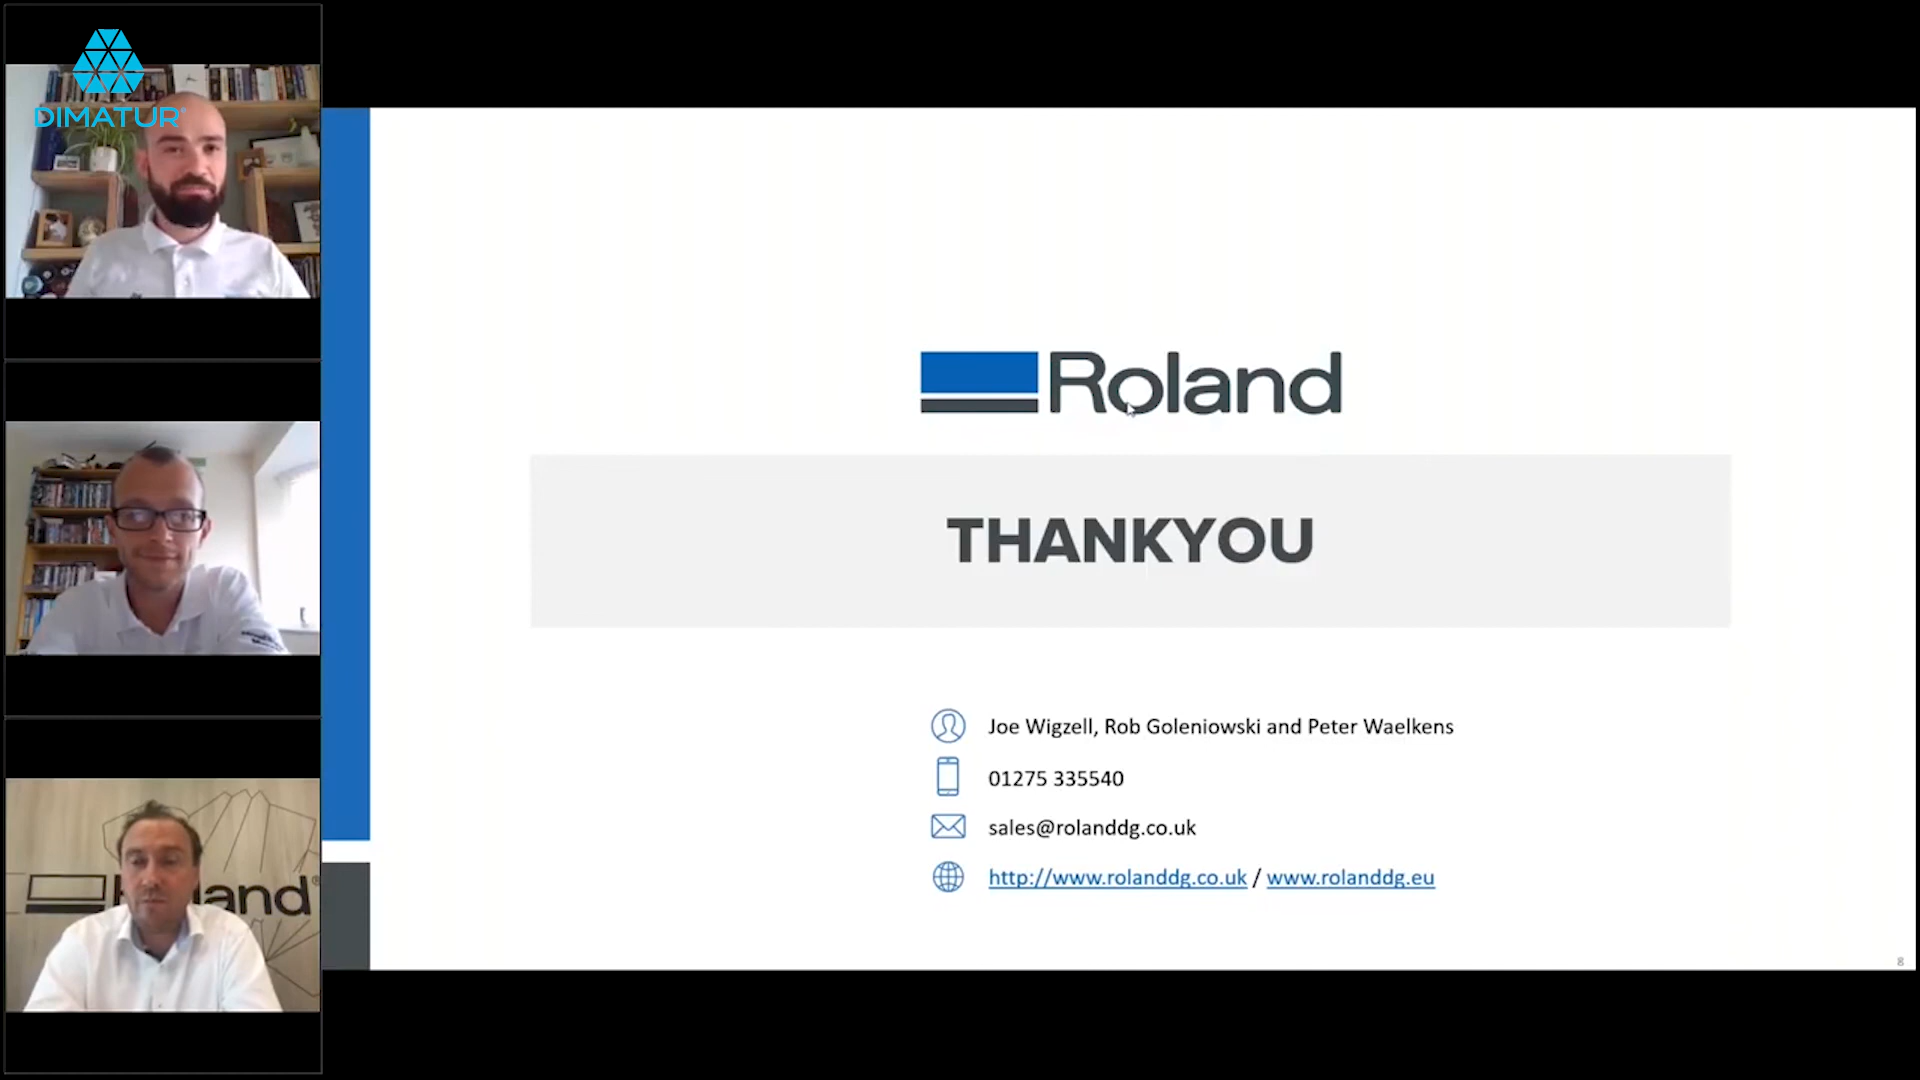 DIMATUR
Roland
THANKYOU
Joe Wigzell, Rob Goleniowski and Peter Waelkens
01275 335540
sales@rolanddg.co.uk
http://www.rolanddg.co.uk / www.rolanddg.eu
Roland